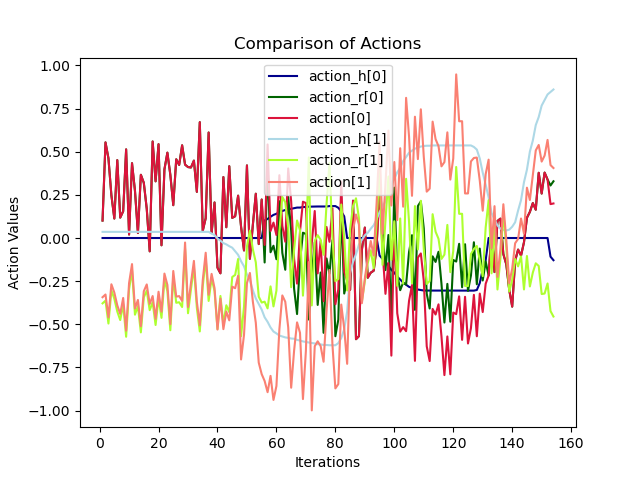 Comparison of Actions
action_h[0]
action_r[0]
action[0]
action_h[1]
action_r[1]
action[1]
Action Values
1.00
0.75
0.50
0.25
0.00
−0.25
−0.50
−0.75
−1.00
0 20 40 60 80 100 120 140 160
Iterations